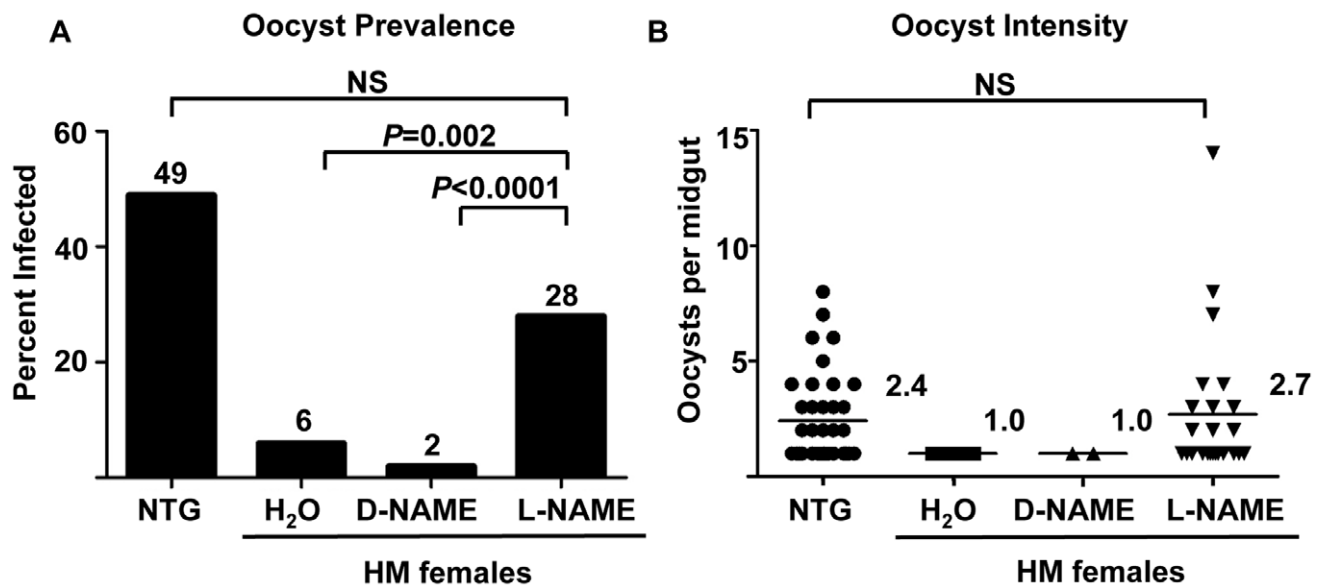 A
Oocyst Prevalence
NS
P=0.002
P<0.0001
Percent Infected
60
40
20
49
6
2
28
NTG
H₂O
D-NAME
L-NAME
HM females
B
Oocyst Intensity
NS
Oocysts per midgut
15
10
5
2.4
1.0
1.0
2.7
NTG
H₂O
D-NAME
L-NAME
HM females